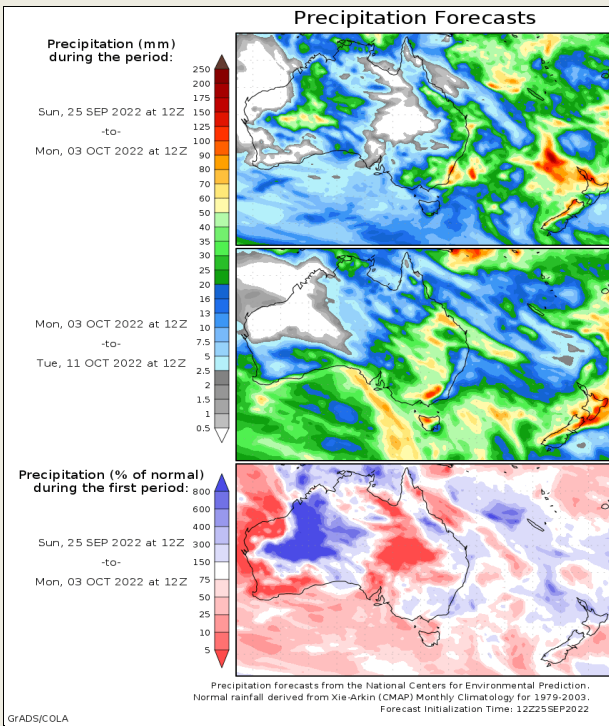 Precipitation Forecasts
Precipitation (mm)
during the period:
Sun, 25 SEP 2022 at 12Z
-to-
Mon, 03 OCT 2022 at 12Z
250
200
175
150
125
100
90
80
70
60
50
40
35
30
25
20
16
13
10
7.5
5
2.5
2
1.5
1
0.5
Mon, 03 OCT 2022 at 12Z
-to-
Tue, 11 OCT 2022 at 12Z
Precipitation (% of normal)
during the first period:
Sun, 25 SEP 2022 at 12Z
-to-
Mon, 03 OCT 2022 at 12Z
800
600
400
300
150
75
50
25
10
5
Precipitation forecasts from the National Centers for Environmental Prediction.
Normal rainfall derived from Xie-Arkin (CMAP) Monthly Climatology for 1979-2003.
Forecast Initialization Time: 12Z25SEP2022
GrADS/COLA